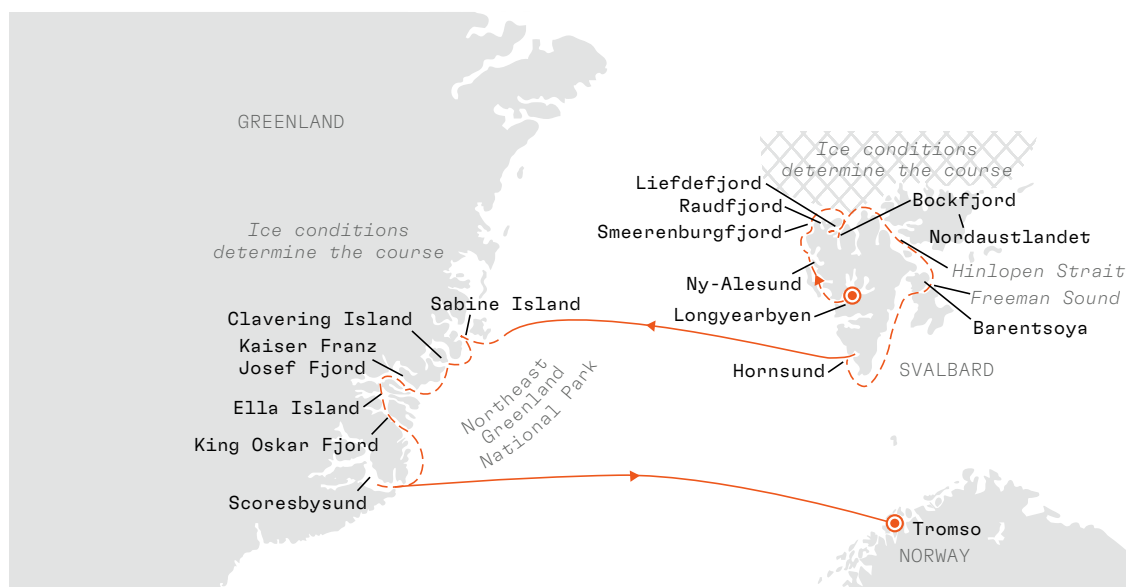 GREENLAND
Ice conditions
determine the course
Liefdefjord
Raudfjord
Smeerenburgfjord
Bockfjord
Nordaustlandet
Ice conditions
determine the course
Hinlopen Strait
Ny-Alesund
Freeman Sound
Sabine Island
Longyearbyen
Clavering Island
Barentsoya
Kaiser Franz
Josef Fjord
Hornsund
SVALBARD
Ella Island
Northeast
Greenland
National Park
King Oskar Fjord
Scoresbysund
Tromso
NORWAY